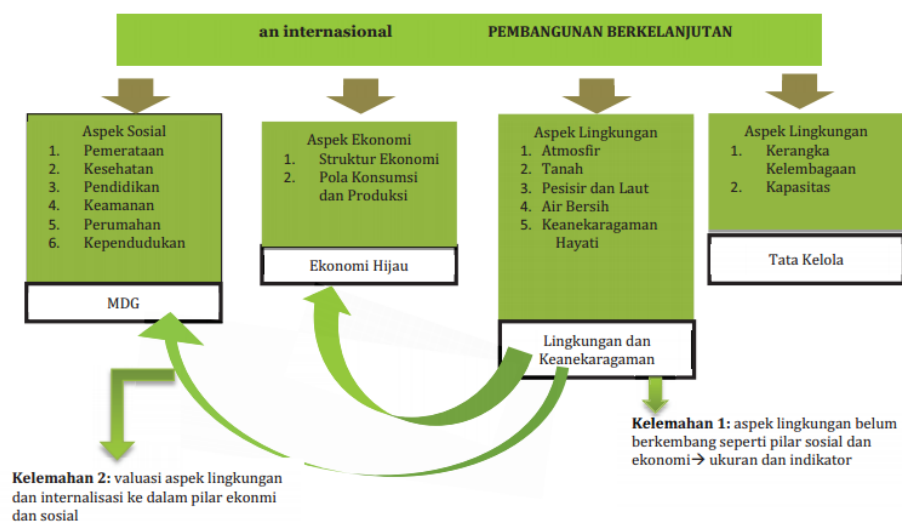 an internasional PEMBANGUNAN BERKELANJUTAN
Aspek Sosial
1. Pemerataan
2. Kesehatan
3. Pendidikan
4. Keamanan
5. Perumahan
6. Kependudukan
MDG
Aspek Ekonomi
1. Struktur Ekonomi
2. Pola Konsumsi
dan Produksi
Ekonomi Hijau
Aspek Lingkungan
1. Atmosfir
2. Tanah
3. Pesisir dan Laut
4. Air Bersih
5. Keanekaragaman
Hayati
Lingkungan dan
Keanekaragaman
Aspek Lingkungan
1. Kerangka
Kelembagaan
2. Kapasitas
Tata Kelola
Kelemahan 1: aspek lingkungan belum
berkembang seperti pilar sosial dan
ekonomi→ ukuran dan indikator
Kelemahan 2: valuasi aspek lingkungan
dan internalisasi ke dalam pilar ekonmi
dan sosial